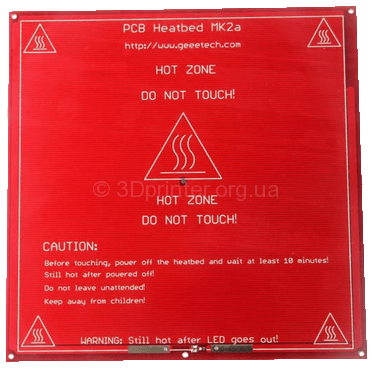 PCB Heatbed MK2a
http://www.geeetech.com
HOT ZONE
DO NOT TOUCH!
© 3Dprinter.org.ua
HOT ZONE
DO NOT TOUCH!
CAUTION:
Before touching, power off the heatbed and wait at least 10 minutes!
Still hot after powered off!
Do not leave unattended!
Keep away from children!
WARNING: Still hot after LED goes out!